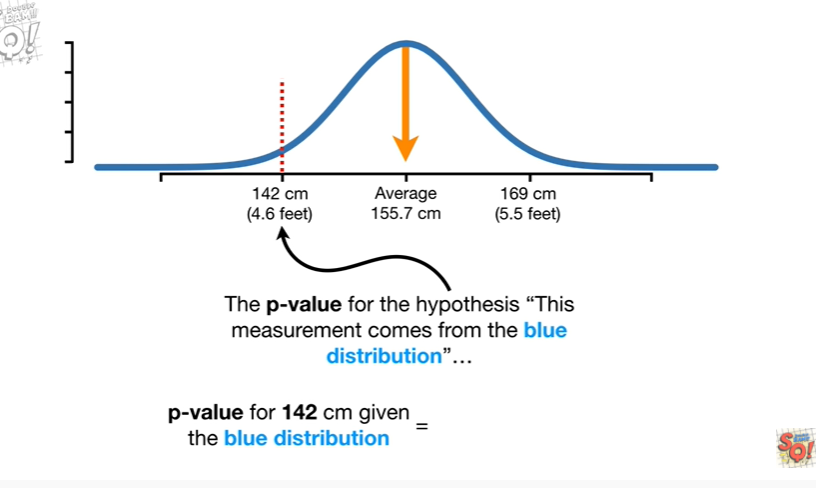 142 cm
(4.6 feet)
Average
155.7 cm
169 cm
(5.5 feet)
The p-value for the hypothesis “This
measurement comes from the blue
distribution”…
p-value for 142 cm given
the blue distribution
=